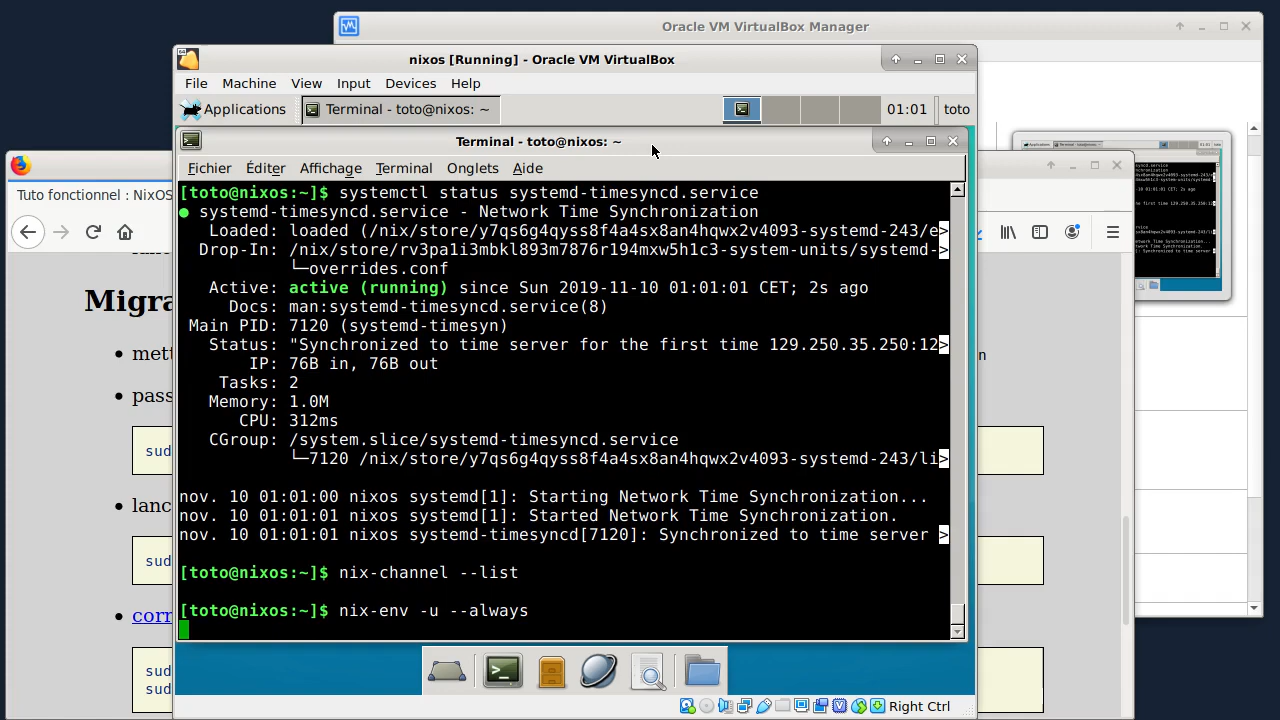 Oracle VM VirtualBox Manager
nixos [Running] - Oracle VM VirtualBox
File Machine View Input Devices Help
Applications Terminal - toto@nixos: ~ 01:01 toto
Terminal - toto@nixos: ~
Fichier Éditer Affichage Terminal Onglets Aide
[toto@nixos:~]$ systemctl status systemd-timesyncd.service
● systemd-timesyncd.service - Network Time Synchronization
Loaded: loaded (/nix/store/y7qs6g4qyss8f4a4sx8an4hqwx2v4093-systemd-243/e>
Drop-In: /nix/store/rv3paii3mbkl893m7876r194mxw5h1c3-system-units/systemd->
└─overrides.conf
Active: active (running) since Sun 2019-11-10 01:01:01 CET; 2s ago
Docs: man:systemd-timesyncd.service(8)
Main PID: 7120 (systemd-timesyn)
Status: "Synchronized to time server for the first time 129.250.35.250:12>
IP: 76B in, 76B out
Tasks: 2
Memory: 1.0M
CPU: 312ms
CGroup: /system.slice/systemd-timesyncd.service
└─7120 /nix/store/y7qs6g4qyss8f4a4sx8an4hqwx2v4093-systemd-243/li>
nov. 10 01:01:00 nixos systemd[1]: Starting Network Time Synchronization...
nov. 10 01:01:01 nixos systemd[1]: Started Network Time Synchronization.
nov. 10 01:01:01 nixos systemd-timesyncd[7120]: Synchronized to time server >
[toto@nixos:~]$ nix-channel --list
[toto@nixos:~]$ nix-env -u --always
Right Ctrl
Tuto fonctionnel : NixOS
Migra
mett
n
pass
sud
lanc
sud
corr
sud
sud